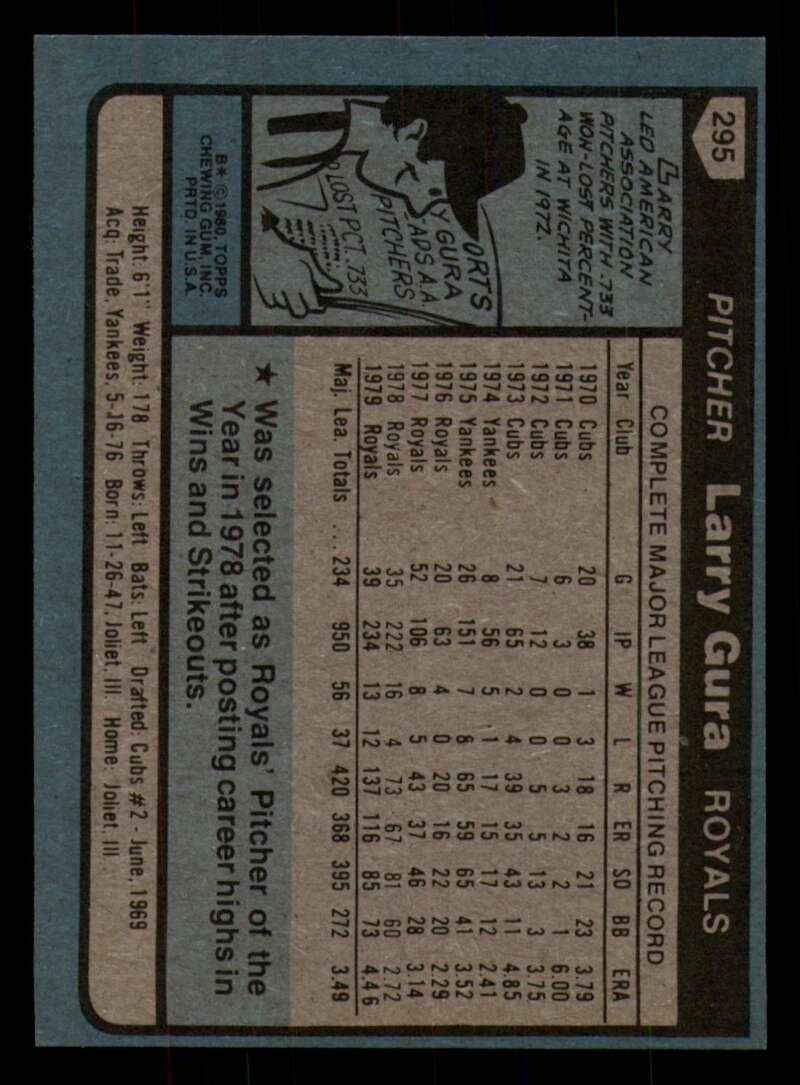 295
PITCHER Larry Gura ROYALS
LARRY
LED AMERICAN
ASSOCIATION
PITCHERS WITH .733
WON-LOST PERCENT-
AGE AT WICHITA
IN 1972.
ORTS
Y GURA
ADS A.A.
PITCHERS
LOST PCT. .733
B* © 1980, TOPPS
CHEWING GUM, INC.
PRTD. IN U.S.A.
COMPLETE MAJOR LEAGUE PITCHING RECORD
Year Club G IP W L R ER SO BB ERA
1970 Cubs 20 38 1 3 18 16 21 23 3.79
1971 Cubs 6 3 0 0 3 2 2 1 6.00
1972 Cubs 7 12 0 0 5 5 13 3 3.75
1973 Cubs 21 65 2 4 39 35 43 11 4.85
1974 Yankees 8 56 5 1 17 15 17 12 2.41
1975 Yankees 26 151 7 8 65 59 65 41 3.52
1976 Royals 20 63 4 0 20 16 22 20 2.29
1977 Royals 52 106 8 5 43 37 46 28 3.14
1978 Royals 35 222 16 4 73 67 81 60 2.72
1979 Royals 39 234 13 12 137 116 85 73 4.46
Maj. Lea. Totals ...234 950 56 37 420 368 395 272 3.49
★ Was selected as Royals' Pitcher of the
Year in 1978 after posting career highs in
Wins and Strikeouts.
Height: 6'1" Weight: 178 Throws: Left Bats: Left Drafted: Cubs #2 - June, 1969
Acq: Trade, Yankees, 5-16-76 Born: 11-26-47, Joliet, Ill. Home: Joliet, Ill